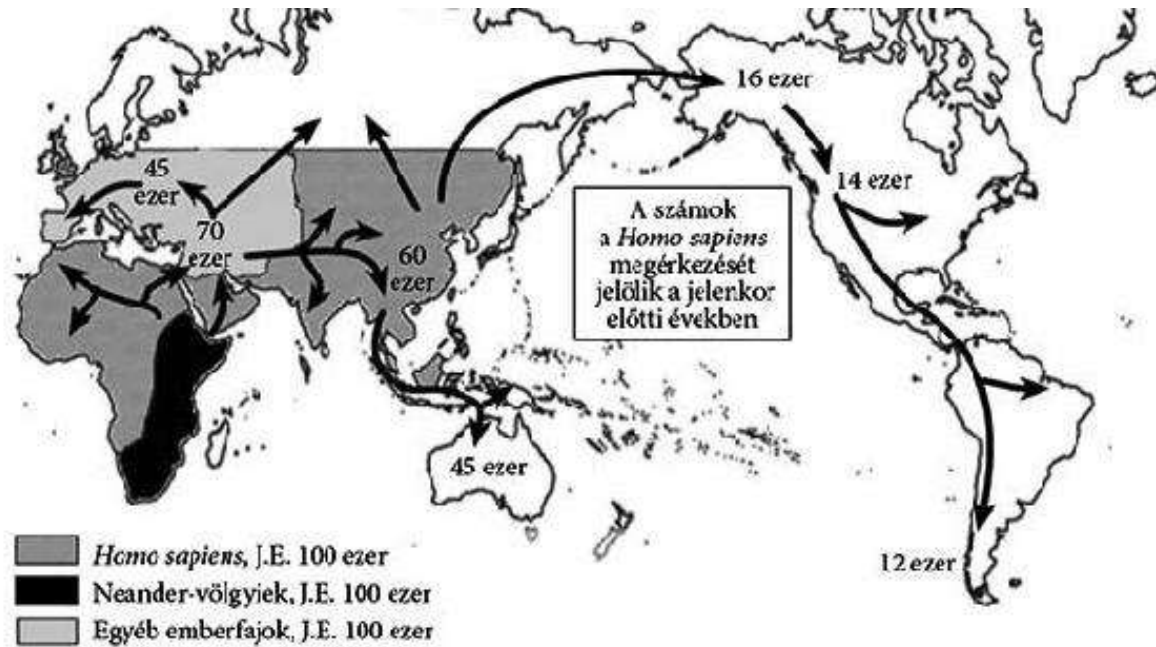 16 ezer
45
ezer
14 ezer
70
ezer
60
ezer
A számok
a Homo sapiens
megérkezését
jelölik a jelenkor
előtti években
45 ezer
12 ezer
Homo sapiens, J.E. 100 ezer
Neander-völgyiek, J.E. 100 ezer
Egyéb emberfajok, J.E. 100 ezer